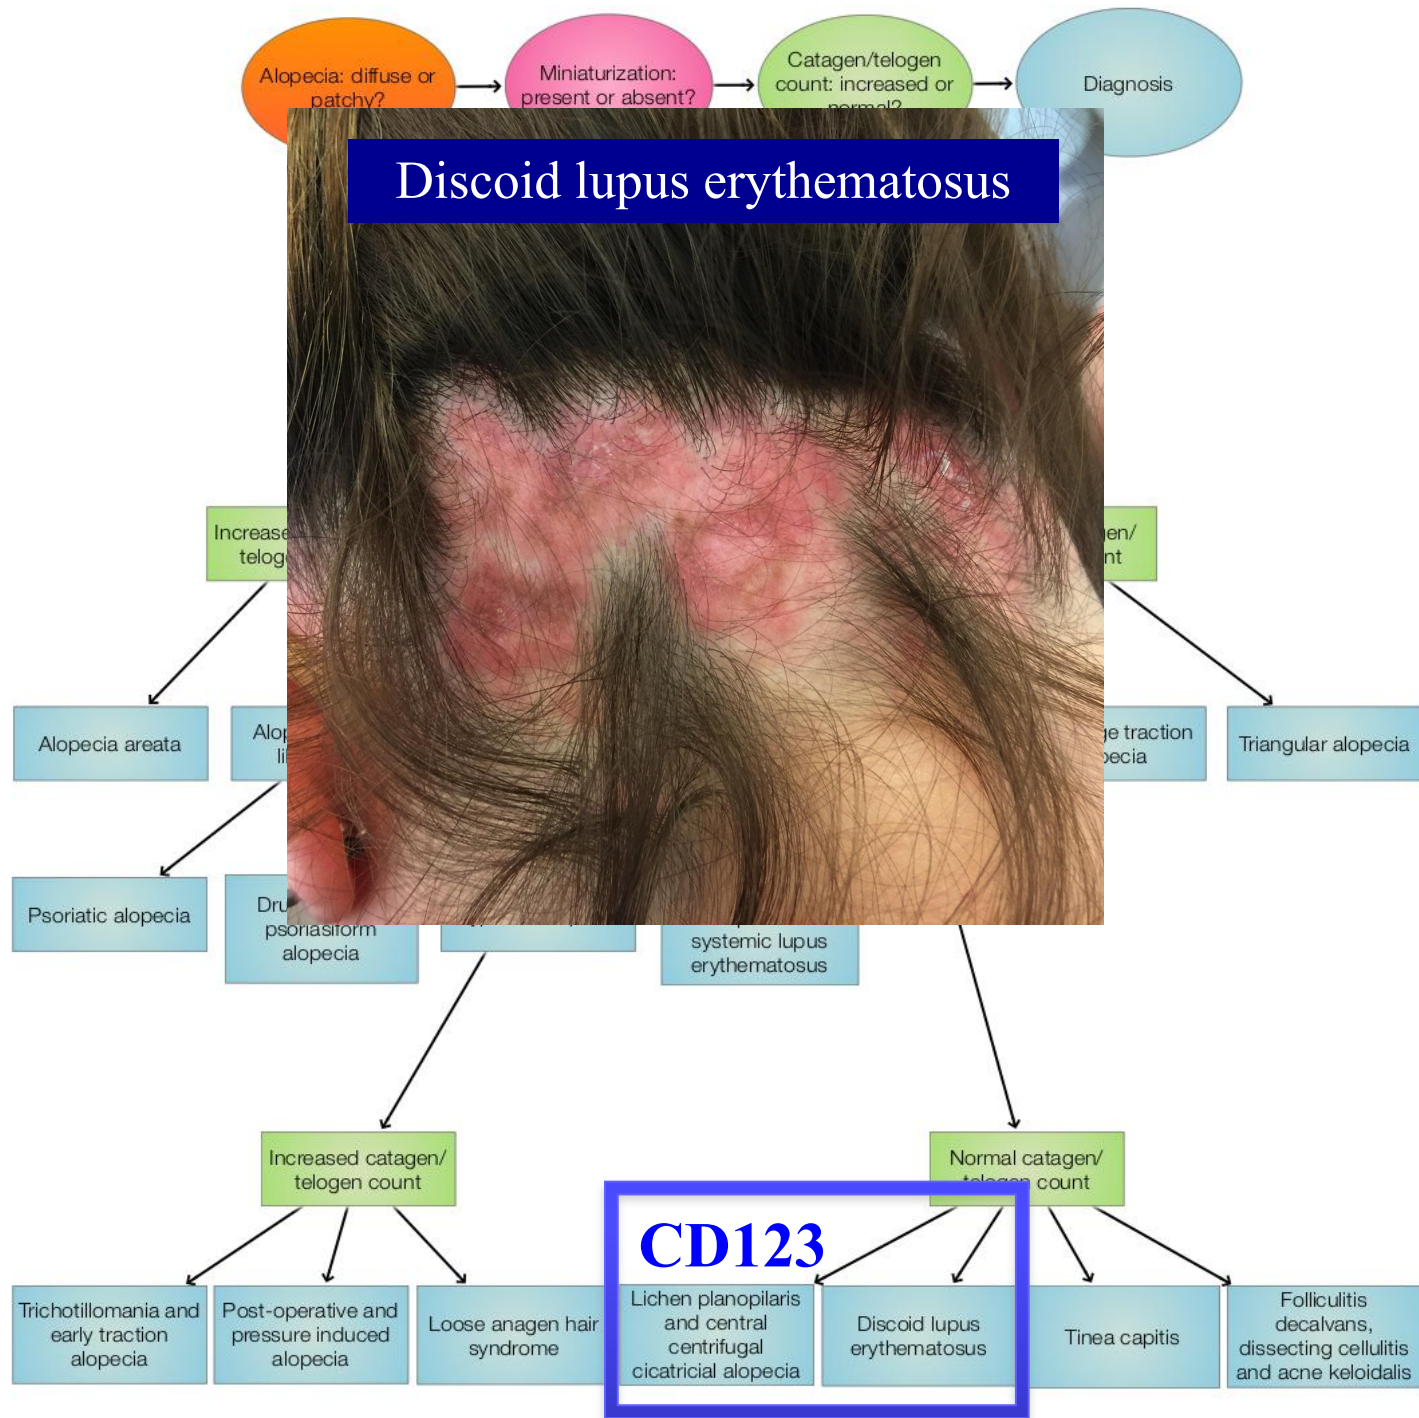 Alopecia: diffuse or
patchy?
Miniaturization:
present or absent?
Catagen/telogen
count: increased or
normal?
Diagnosis
Discoid lupus erythematosus
Alopecia areata
Triangular alopecia
Psoriatic alopecia
psoriasiform
alopecia
systemic lupus
erythematosus
Increased catagen/
telogen count
Normal catagen/
telogen count
CD123
Trichotillomania and
early traction
alopecia
Post-operative and
pressure induced
alopecia
Loose anagen hair
syndrome
Lichen planopilaris
and central
centrifugal
cicatricial alopecia
Discoid lupus
erythematosus
Tinea capitis
Folliculitis
decalvans,
dissecting cellulitis
and acne keloidalis